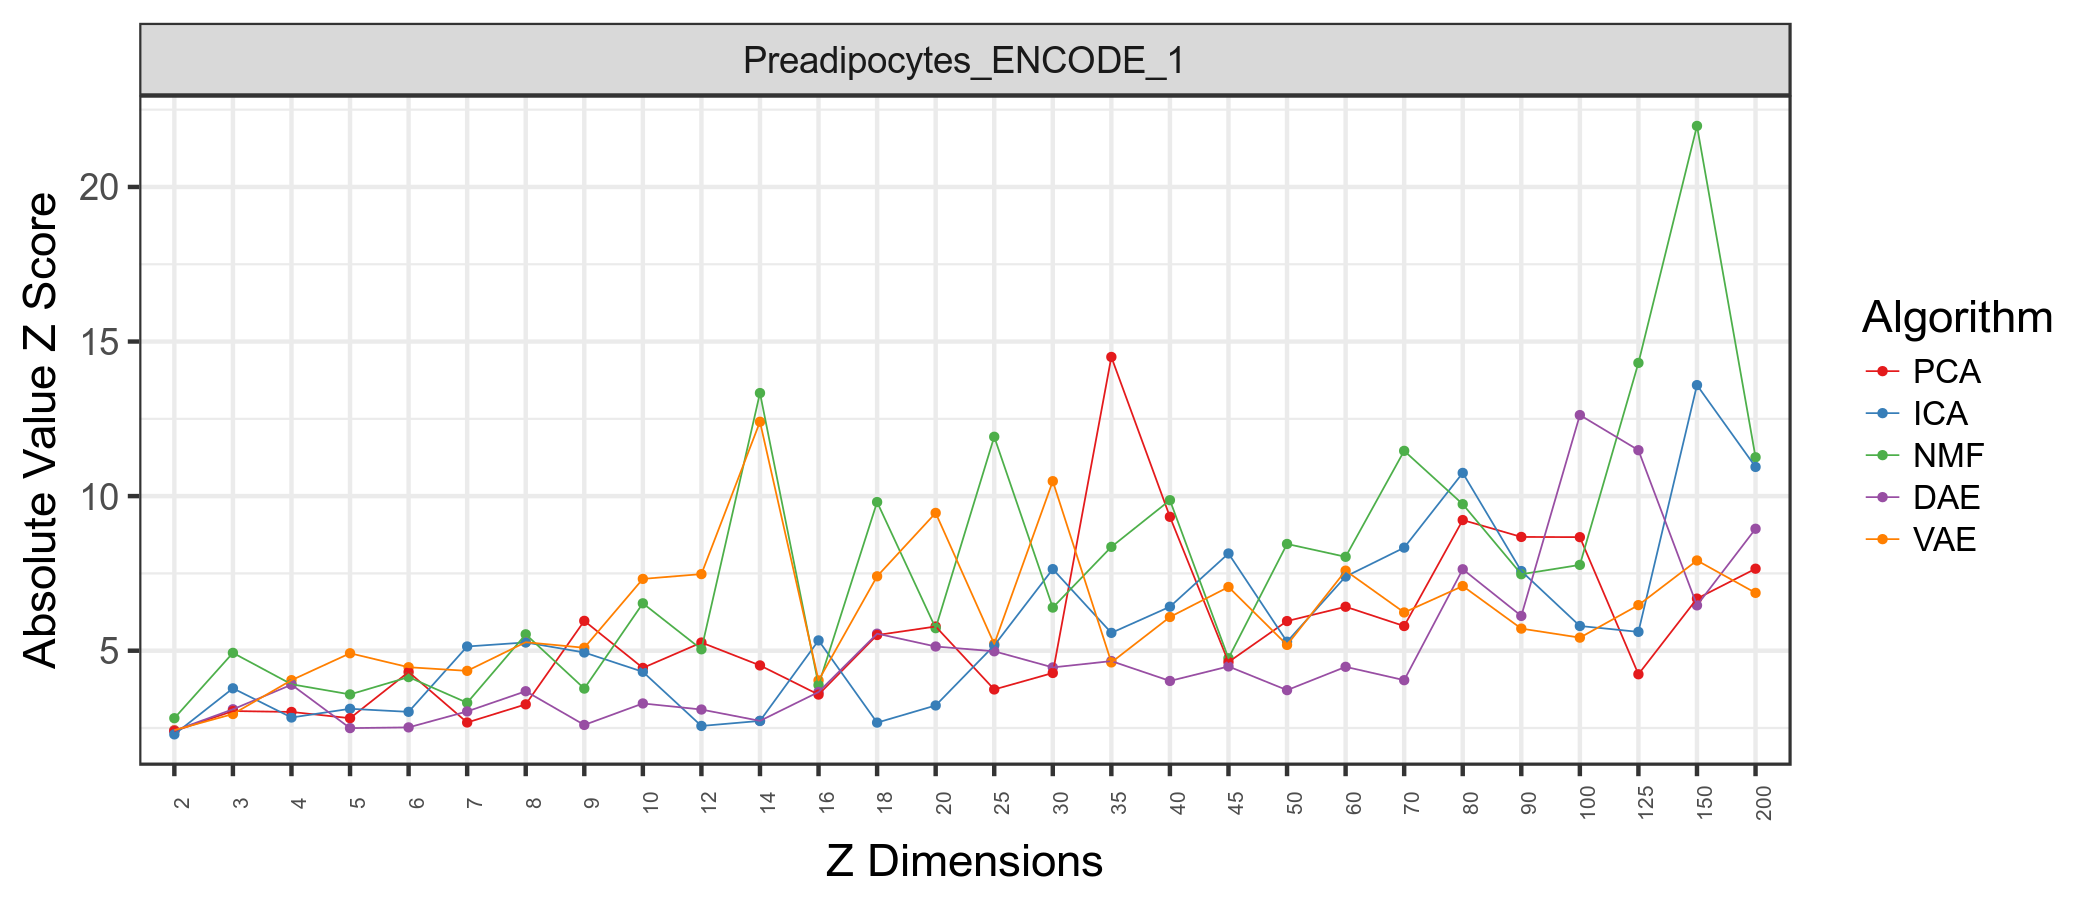 Preadipocytes_ENCODE_1
Absolute Value Z Score
20
15
10
5
2 3 4 5 6 7 8 9 10 12 14 16 18 20 25 30 35 40 45 50 60 70 80 90 100 125 150 200
Z Dimensions
Algorithm
PCA
ICA
NMF
DAE
VAE